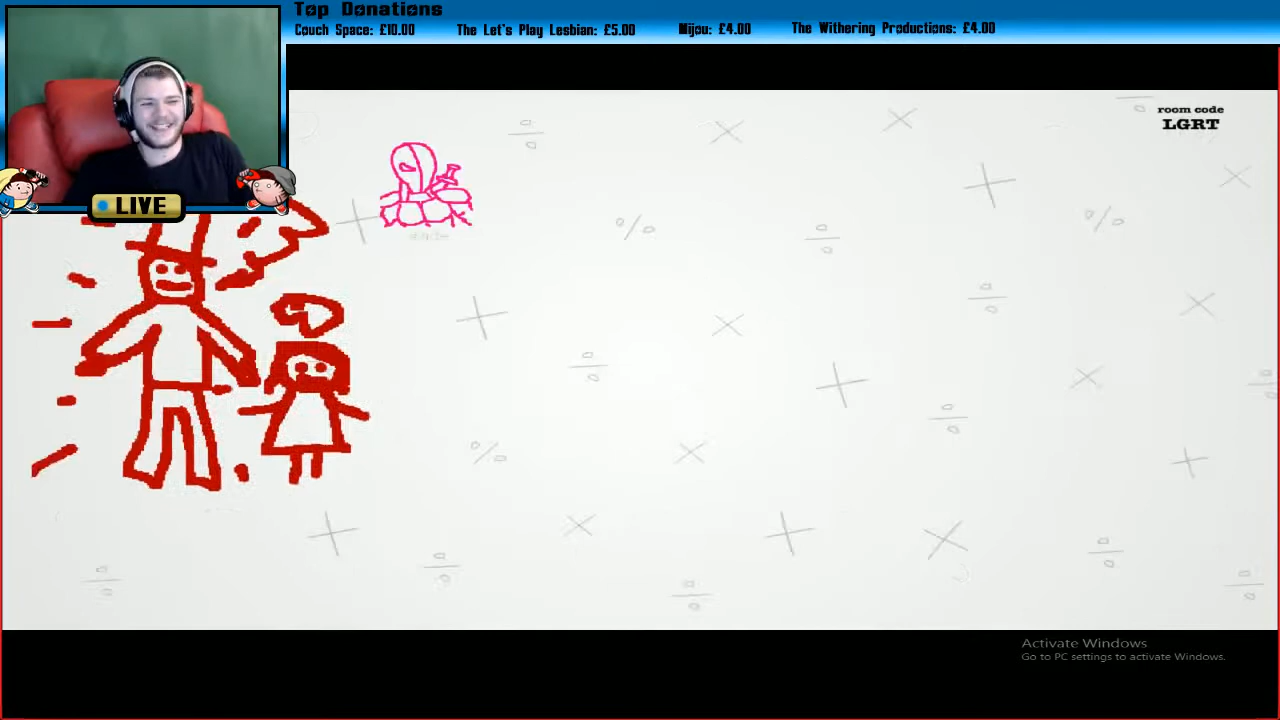 Top Donations
Couch Space: £10.00 The Let's Play Lesbian: £5.00 Mijou: £4.00 The Withering Productions: £4.00
room code
LGRT
LIVE
Activate Windows
Go to PC settings to activate Windows.